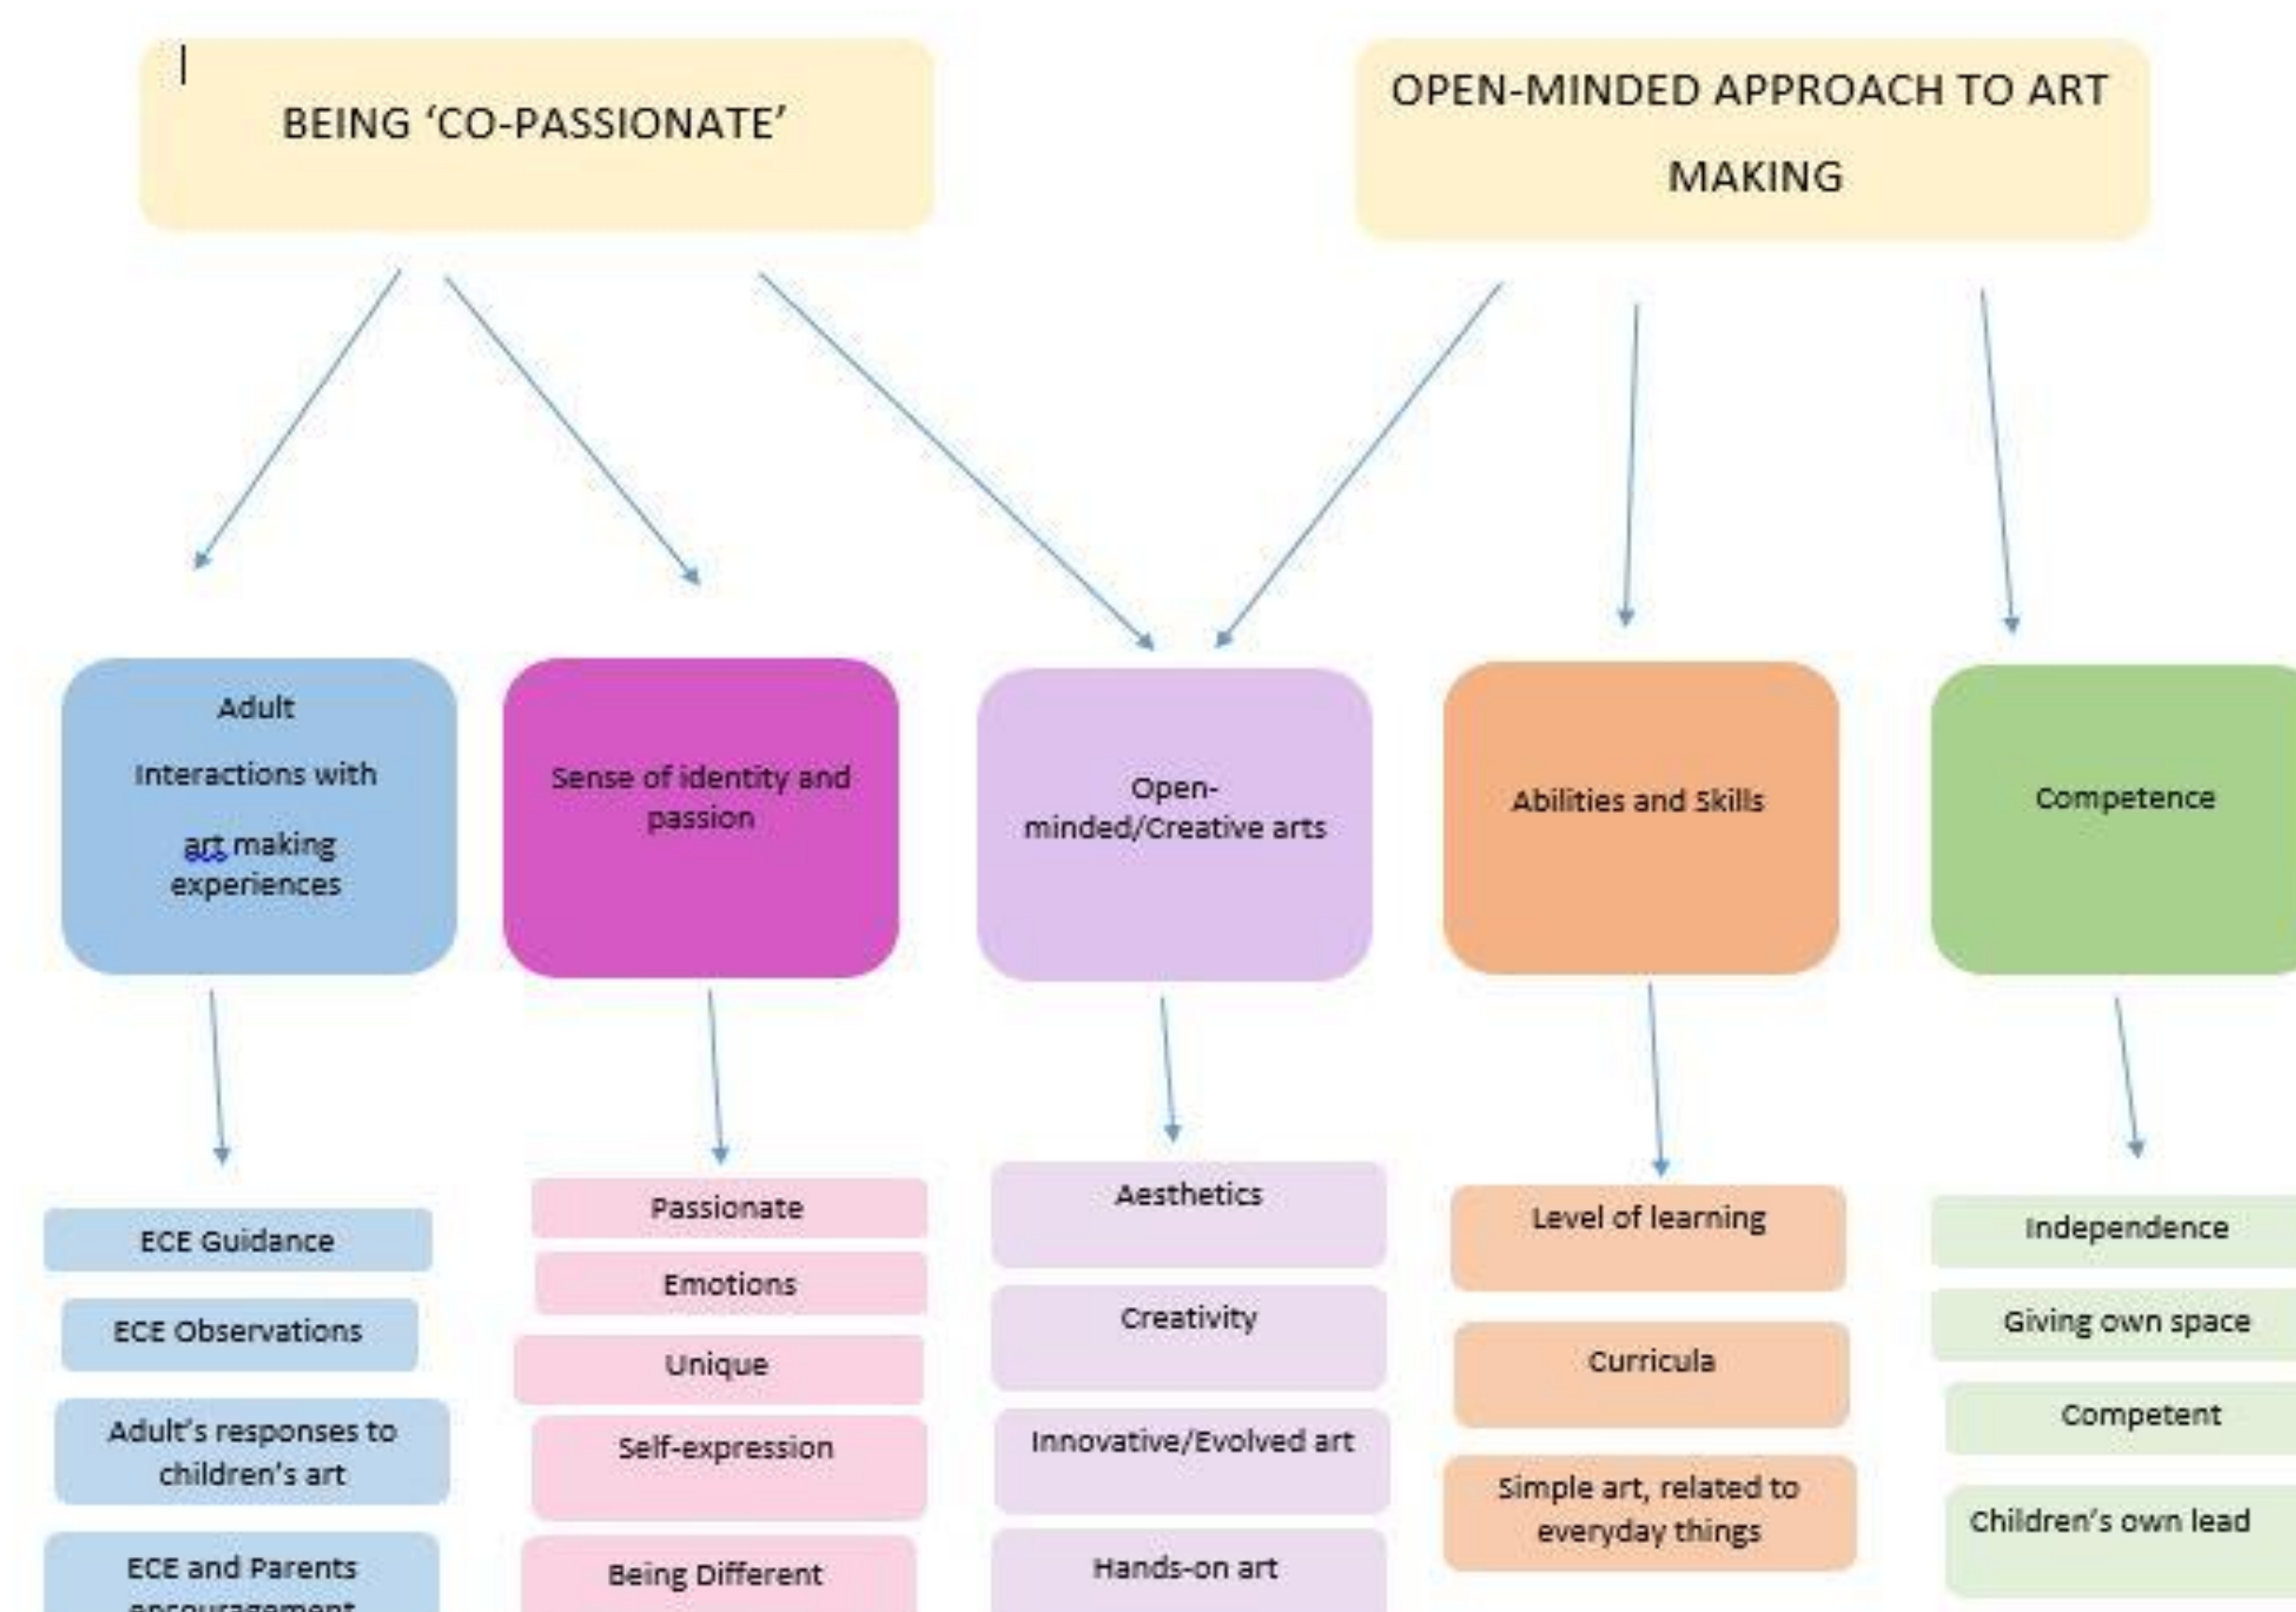 BEING ‘CO-PASSIONATE’
OPEN-MINDED APPROACH TO ART
MAKING
Adult
Interactions with
art making
experiences
Sense of identity and
passion
Open-
minded/Creative arts
Abilities and Skills
Competence
ECE Guidance
ECE Observations
Adult’s responses to
children’s art
ECE and Parents
encouragement
Passionate
Emotions
Unique
Self-expression
Being Different
Aesthetics
Creativity
Innovative/Evolved art
Hands-on art
Level of learning
Curricula
Simple art, related to
everyday things
Independence
Giving own space
Competent
Children’s own lead